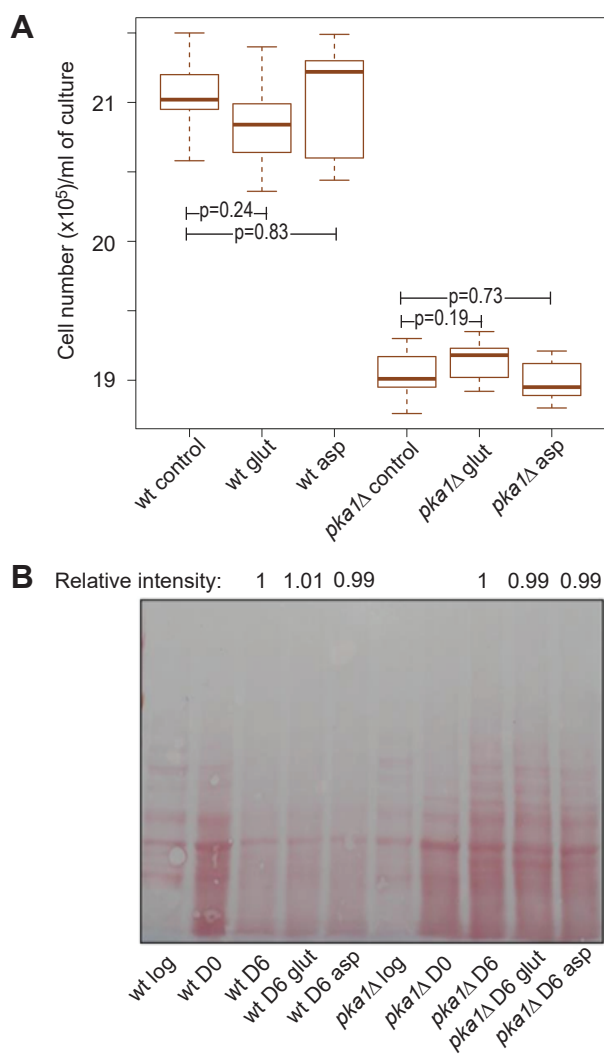 A
Cell number (x10⁵)/ml of culture
21
20
19
p=0.24
p=0.83
p=0.73
p=0.19
wt control
wt glut
wt asp
pka1Δ control
pka1Δ glut
pka1Δ asp
B
Relative intensity: 1 1.01 0.99 1 0.99 0.99
wt log
wt D0
wt D6
wt D6 glut
wt D6 asp
pka1Δ log
pka1Δ D0
pka1Δ D6
pka1Δ D6 glut
pka1Δ D6 asp